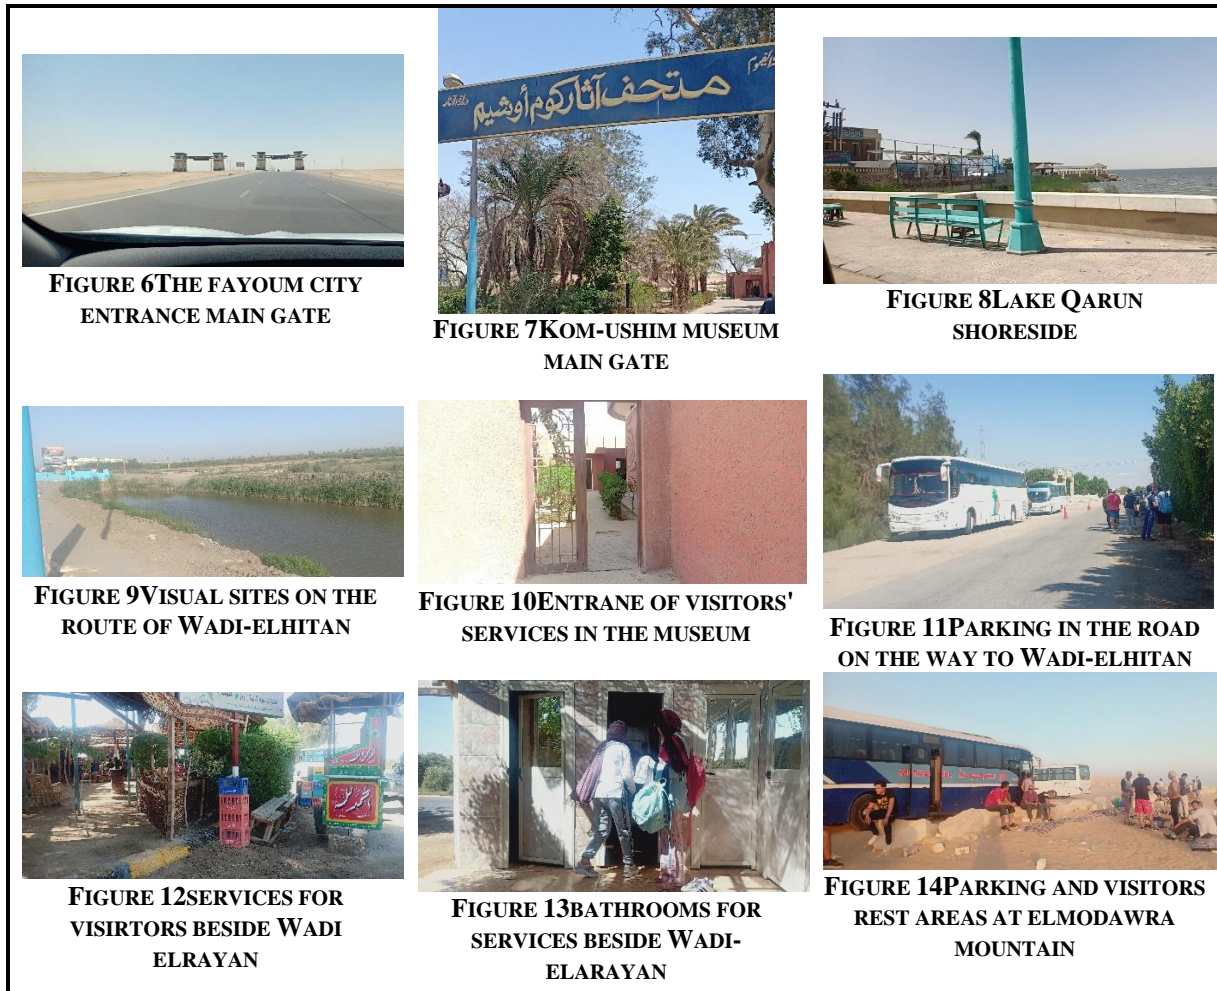 متحف آثار كوم أوشيم
FIGURE 6THE FAYOUM CITY
ENTRANCE MAIN GATE
FIGURE 7KOM-USHIM MUSEUM
MAIN GATE
FIGURE 8LAKE QARUN
SHORESIDE
FIGURE 9VISUAL SITES ON THE
ROUTE OF WADI-ELHITAN
FIGURE 10ENTRANE OF VISITORS'
SERVICES IN THE MUSEUM
FIGURE 11PARKING IN THE ROAD
ON THE WAY TO WADI-ELHITAN
الحمد لله
FIGURE 12SERVICES FOR
VISIRTORS BESIDE WADI
ELRAYAN
FIGURE 13BATHROOMS FOR
SERVICES BESIDE WADI-
ELARAYAN
FIGURE 14PARKING AND VISITORS
REST AREAS AT ELMODAWRA
MOUNTAIN